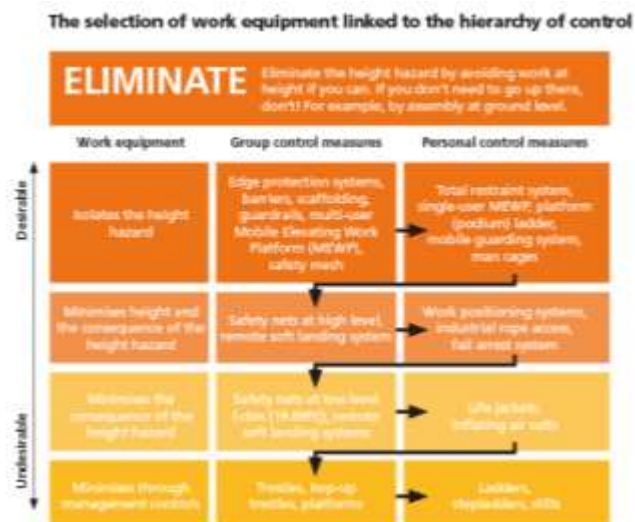 The selection of work equipment linked to the hierarchy of control
ELIMINATE
Eliminate the height hazard by avoiding work at
height if you can. If you don't need to go up there,
don't! For example, by assembly at ground level.
Work equipment
Group control measures
Personal control measures
Desirable
Isolates the height
hazard
Edge protection systems,
barriers, scaffolding,
guardrails, multi-user
Mobile Elevating Work
Platform (MEWP),
safety mesh
Total restraint system,
single-user MEWP, platform
(podium) ladder,
mobile guarding system,
man cages
Minimises height and
the consequence of the
height hazard
Safety nets at high level,
remote soft landing system
Work positioning systems,
industrial rope access,
fall arrest system
Undesirable
Minimises the
consequence of the
height hazard
Safety nets at low level
remote
soft landing systems
Life jackets,
inflating air
Minimises through
management controls
Trestles,
trestles, platforms
Ladders,
stepladders, stilts